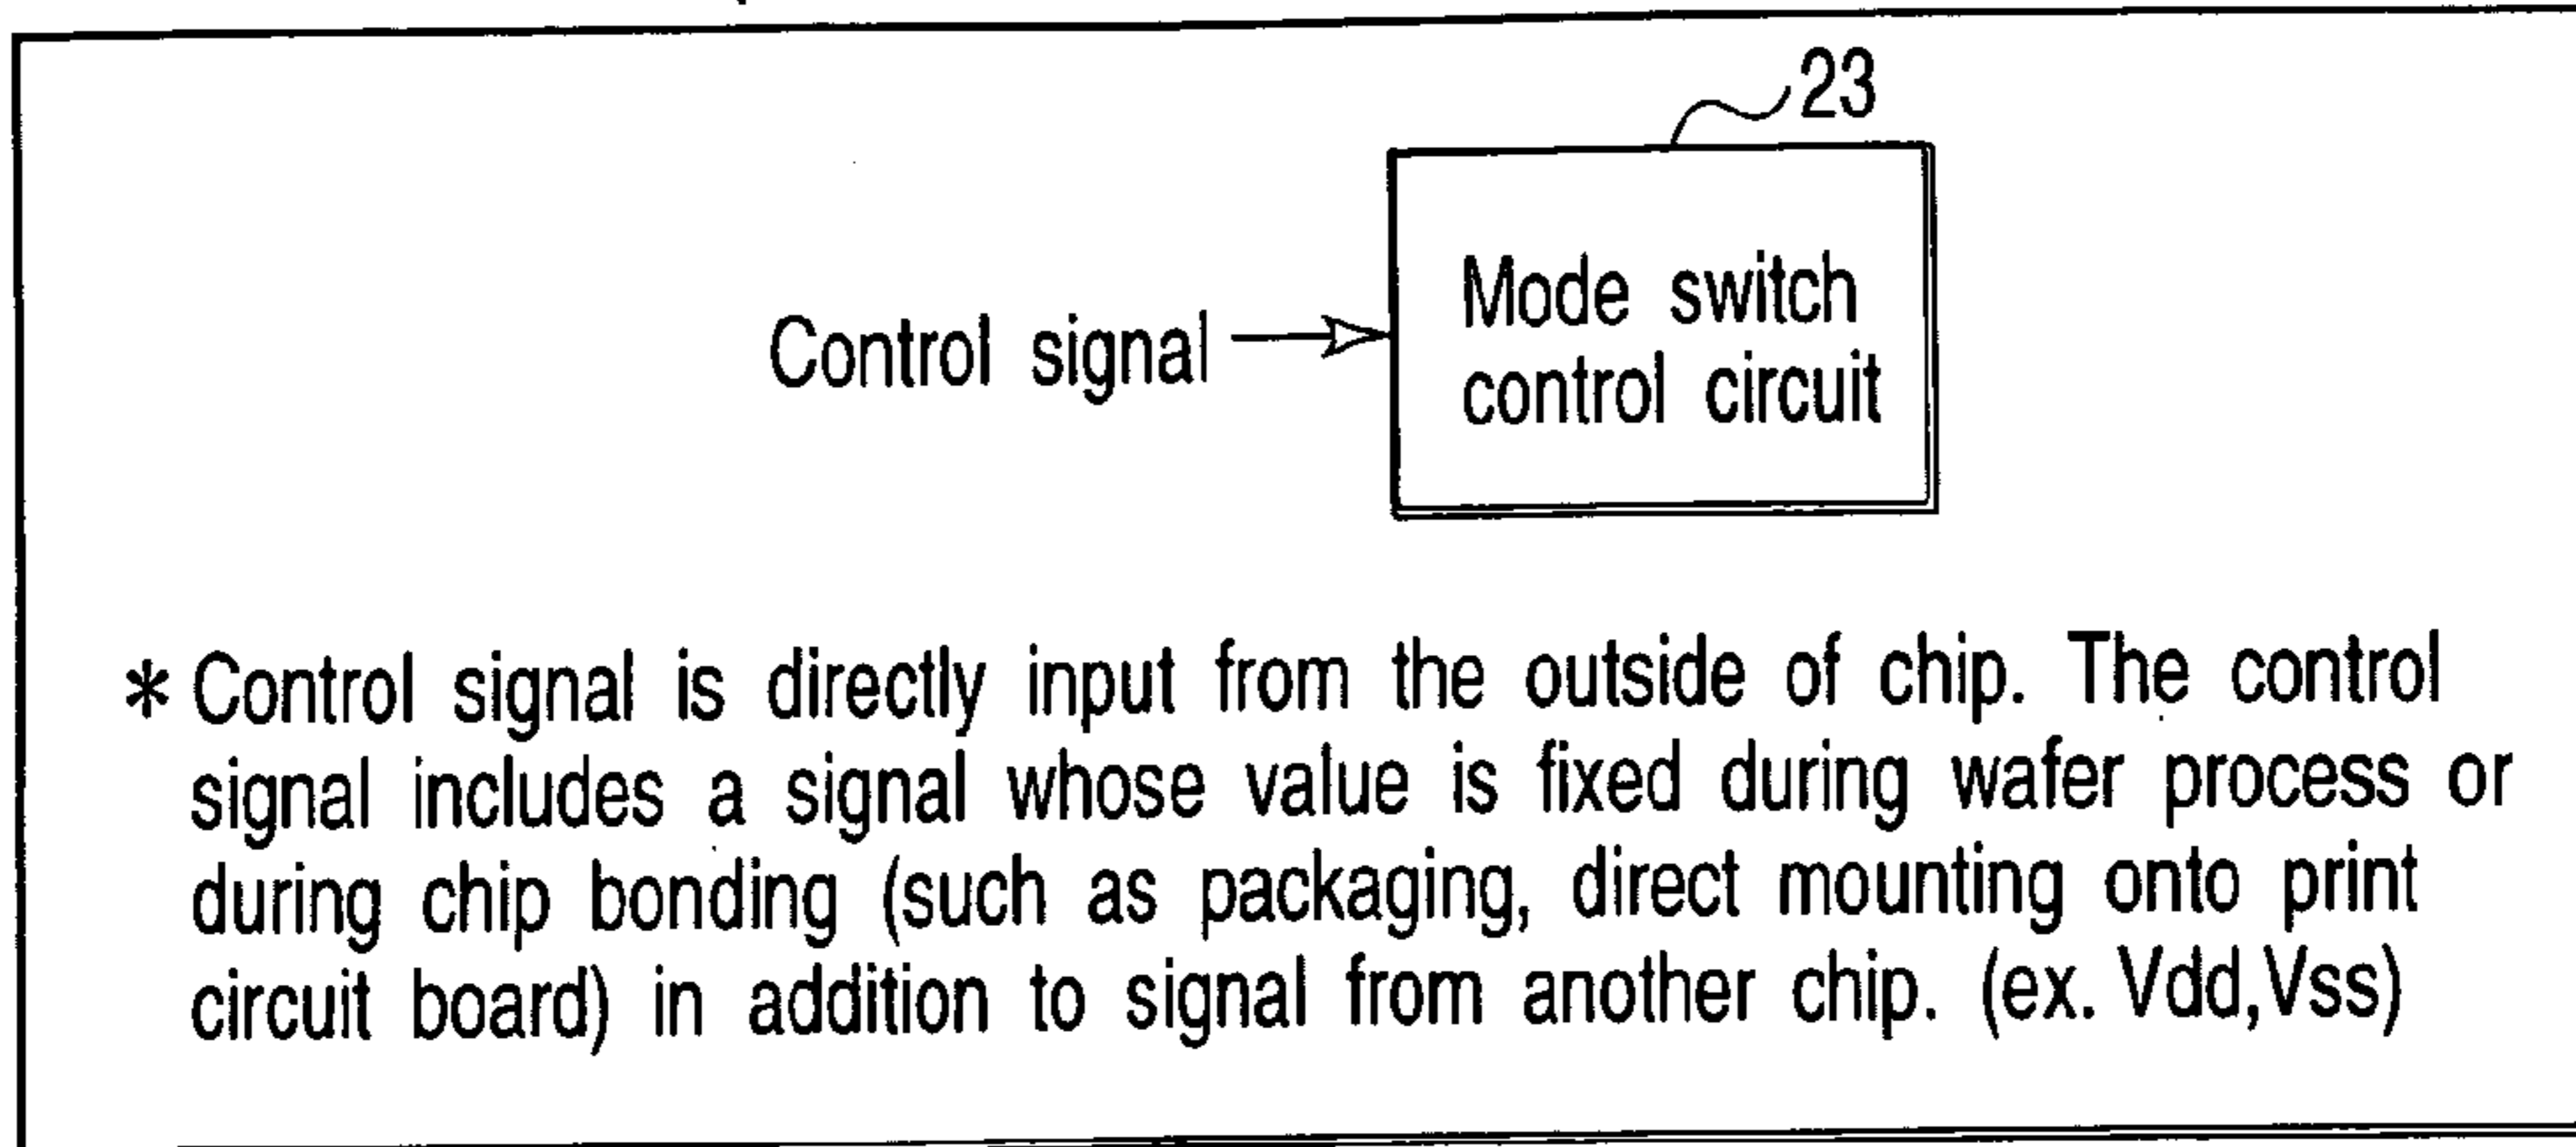 23
Mode switch
control circuit
Control signal
* Control signal is directly input from the outside of chip. The control
signal includes a signal whose value is fixed during wafer process or
during chip bonding (such as packaging, direct mounting onto print
circuit board) in addition to signal from another chip. (ex. Vdd,Vss)